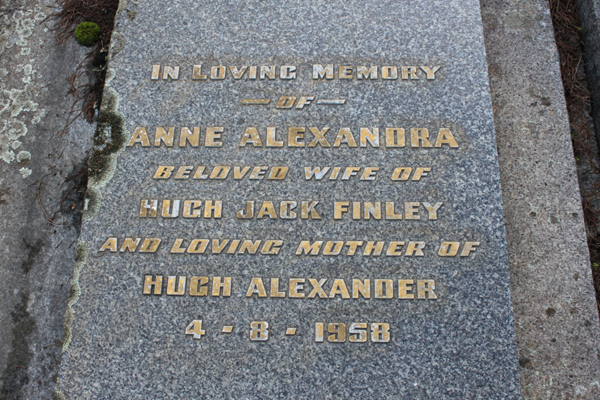 IN LOVING MEMORY
— OF —
ANNE ALEXANDRA
BELOVED WIFE OF
HUGH JACK FINLEY
AND LOVING MOTHER OF
HUGH ALEXANDER
4 - 8 - 1958